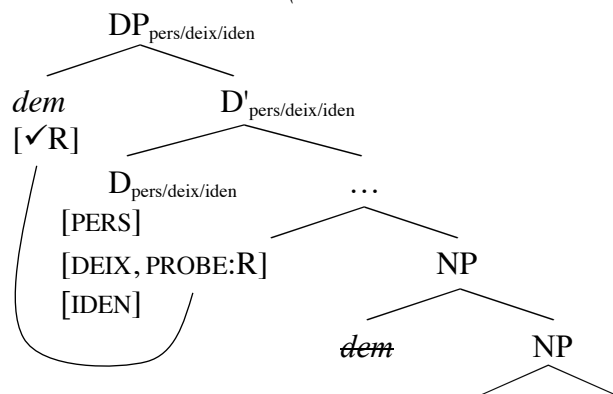 DPpers/deix/iden
dem D'pers/deix/iden
[✓R]
Dpers/deix/iden …
[PERS]
[DEIX, PROBE:R] NP
[IDEN]
dem NP